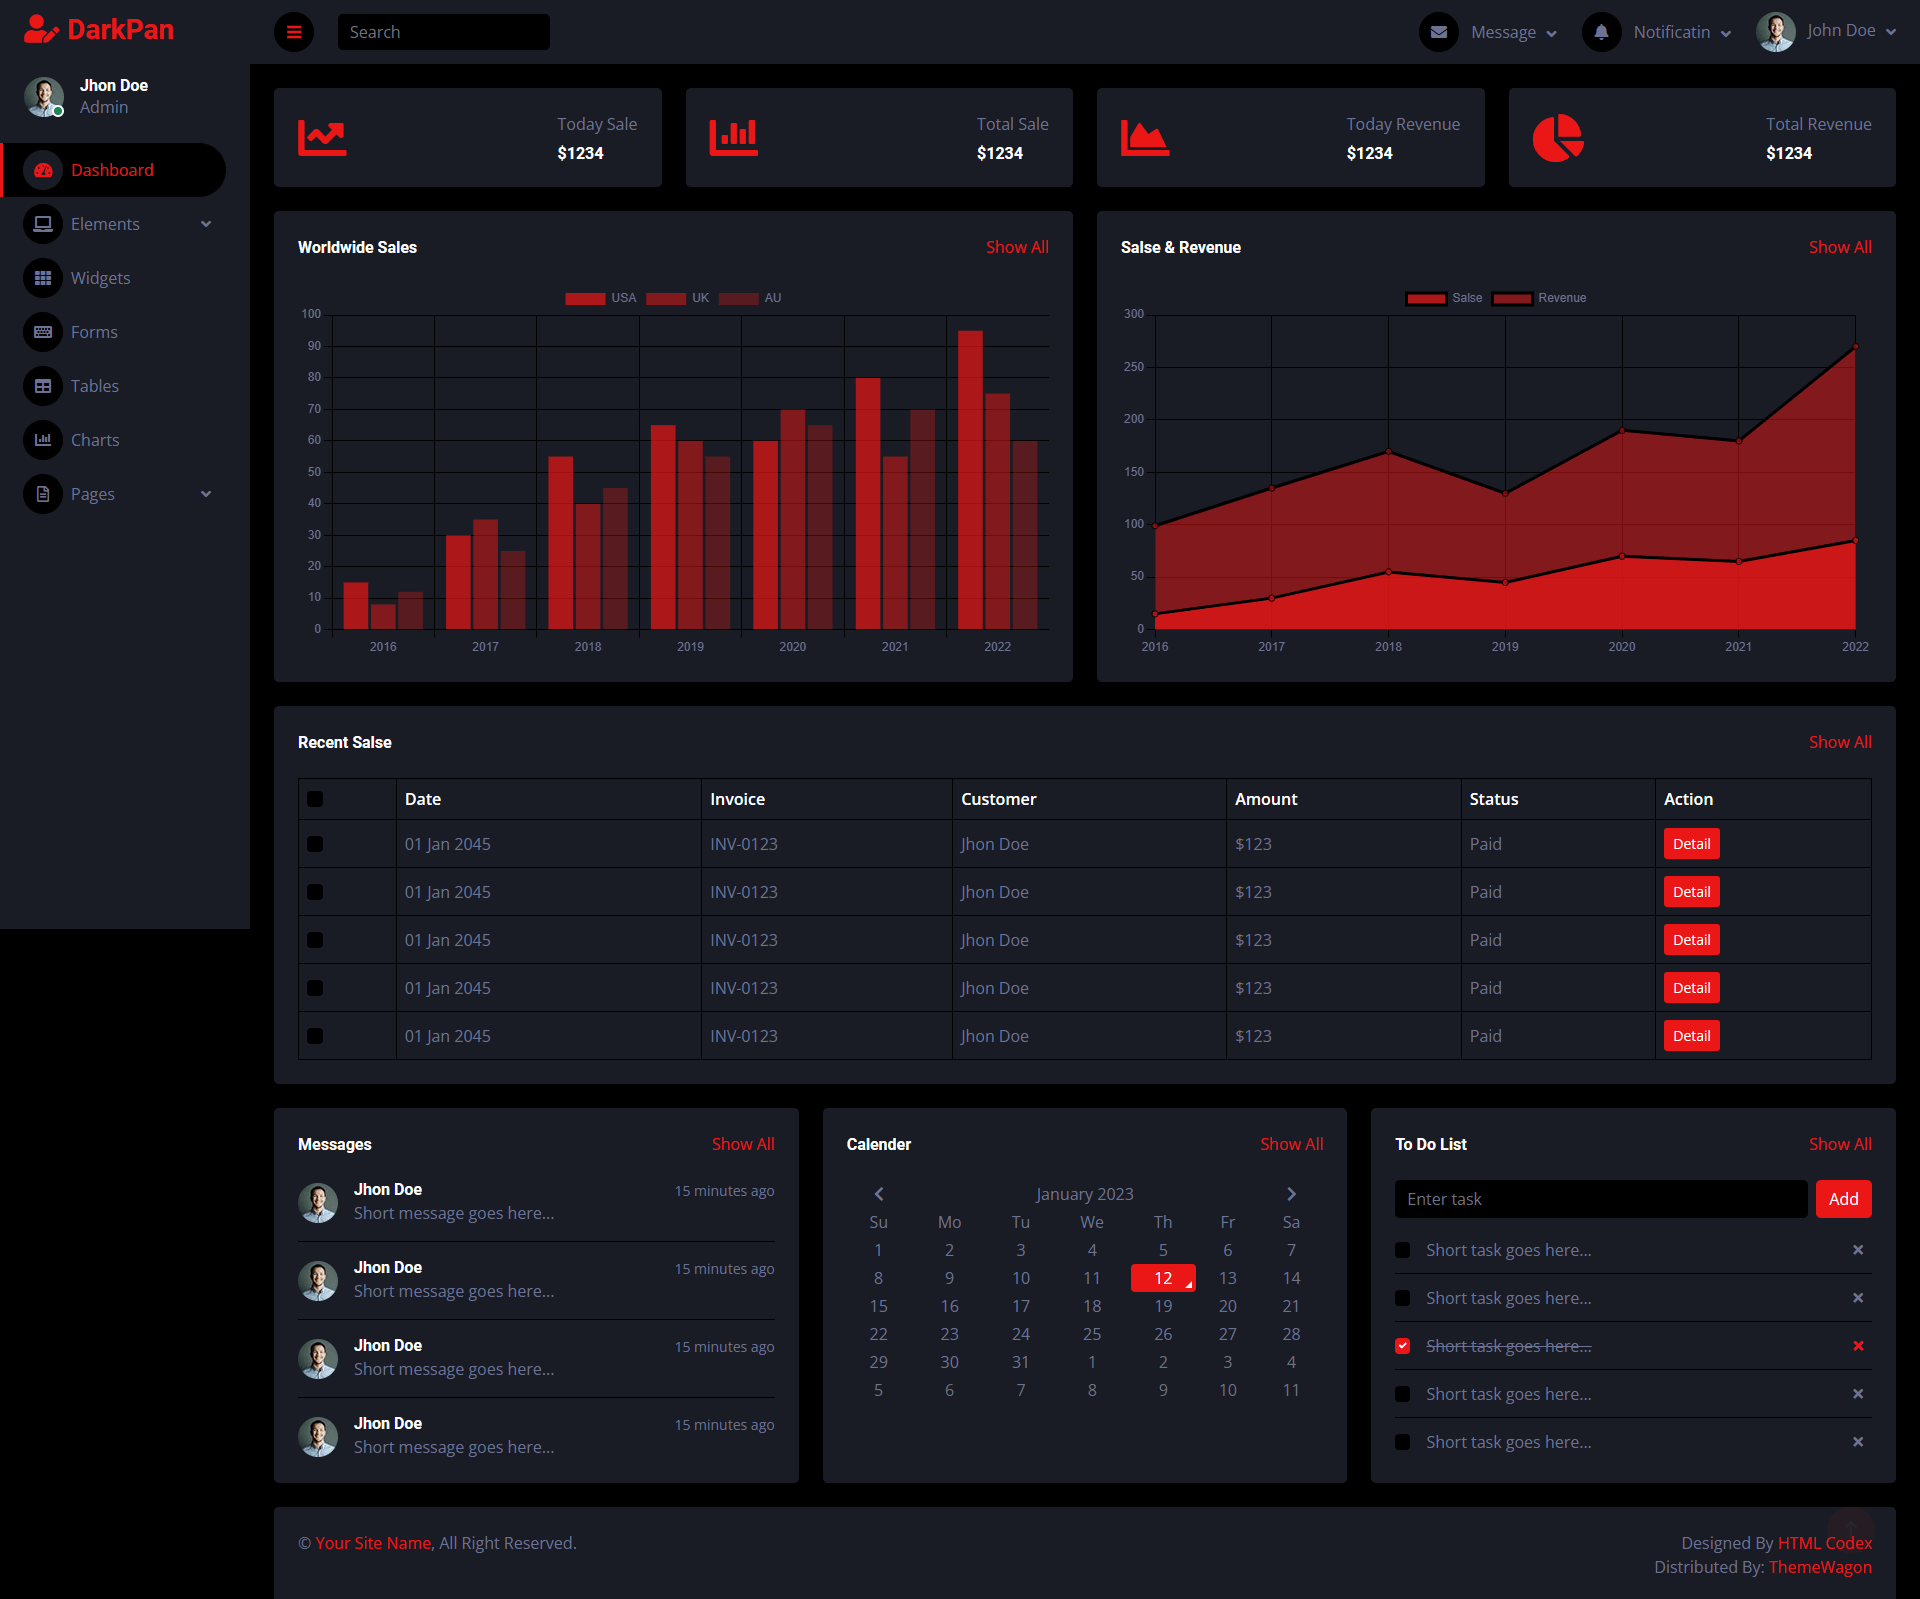 DarkPan
Jhon Doe
Admin
Dashboard
Elements
Widgets
Forms
Tables
Charts
Pages
Search
Message
Notificatin
John Doe
Today Sale
$1234
Total Sale
$1234
Today Revenue
$1234
Total Revenue
$1234
Worldwide Sales
Show All
USA UK AU
100
90
80
70
60
50
40
30
20
10
0
2016 2017 2018 2019 2020 2021 2022
Salse & Revenue
Show All
Salse Revenue
300
250
200
150
100
50
0
2016 2017 2018 2019 2020 2021 2022
Recent Salse
Show All
Date Invoice Customer Amount Status Action
01 Jan 2045 INV-0123 Jhon Doe $123 Paid Detail
01 Jan 2045 INV-0123 Jhon Doe $123 Paid Detail
01 Jan 2045 INV-0123 Jhon Doe $123 Paid Detail
01 Jan 2045 INV-0123 Jhon Doe $123 Paid Detail
01 Jan 2045 INV-0123 Jhon Doe $123 Paid Detail
Messages
Show All
Jhon Doe
15 minutes ago
Short message goes here...
Jhon Doe
15 minutes ago
Short message goes here...
Jhon Doe
15 minutes ago
Short message goes here...
Jhon Doe
15 minutes ago
Short message goes here...
Calender
Show All
January 2023
Su Mo Tu We Th Fr Sa
1 2 3 4 5 6 7
8 9 10 11 12 13 14
15 16 17 18 19 20 21
22 23 24 25 26 27 28
29 30 31 1 2 3 4
5 6 7 8 9 10 11
To Do List
Show All
Enter task
Add
Short task goes here...
Short task goes here...
Short task goes here...
Short task goes here...
Short task goes here...
© Your Site Name, All Right Reserved.
Designed By HTML Codex
Distributed By: ThemeWagon